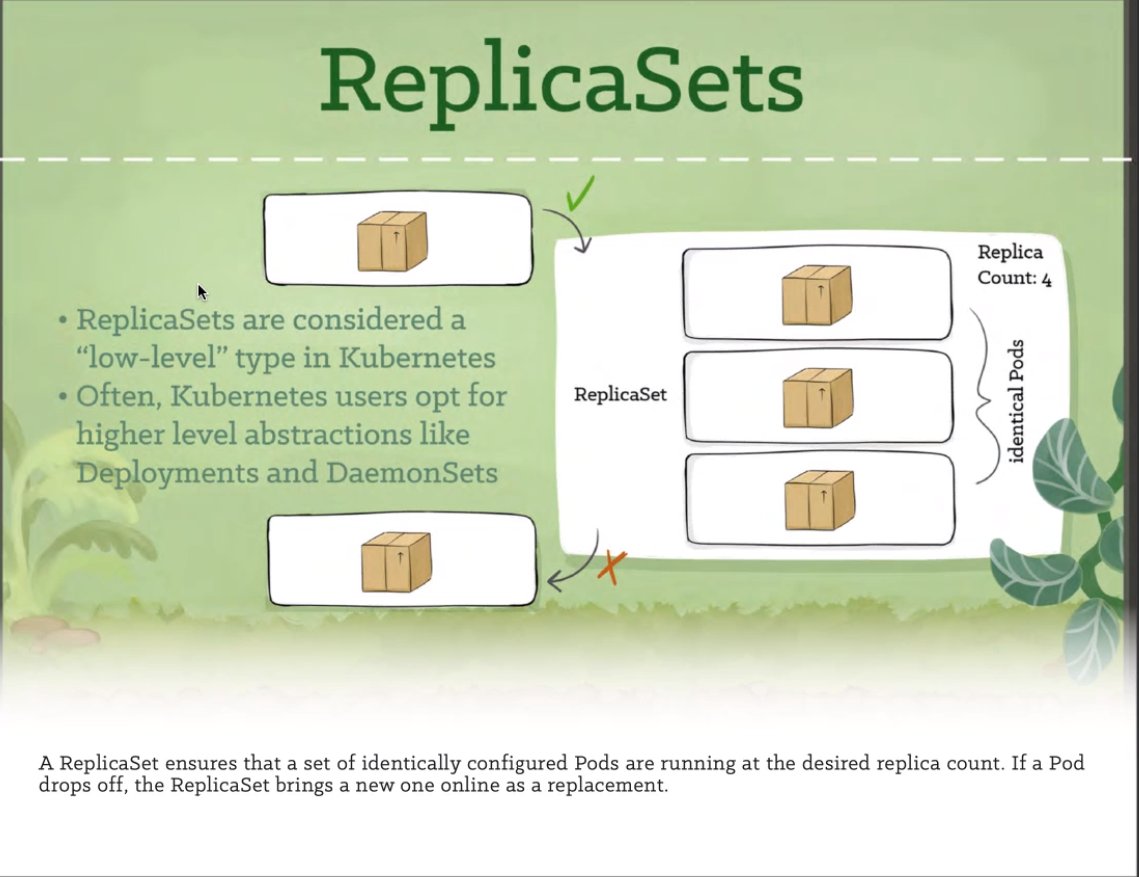 ReplicaSets
• ReplicaSets are considered a
“low-level” type in Kubernetes
• Often, Kubernetes users opt for
higher level abstractions like
Deployments and DaemonSets
Replica
Count: 4
ReplicaSet
identical Pods
A ReplicaSet ensures that a set of identically configured Pods are running at the desired replica count. If a Pod
drops off, the ReplicaSet brings a new one online as a replacement.